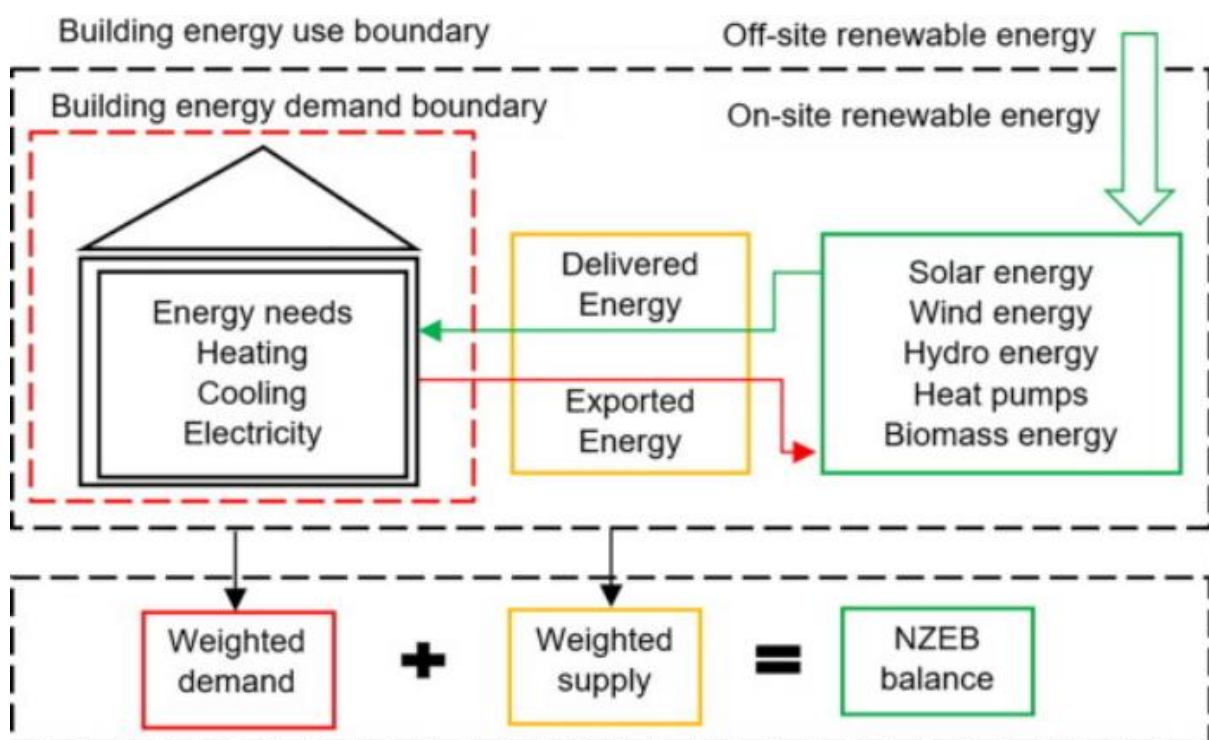 Building energy use boundary
Off-site renewable energy
Building energy demand boundary
On-site renewable energy
Energy needs
Heating
Cooling
Electricity
Delivered
Energy
Exported
Energy
Solar energy
Wind energy
Hydro energy
Heat pumps
Biomass energy
Weighted
demand
+
Weighted
supply
=
NZEB
balance